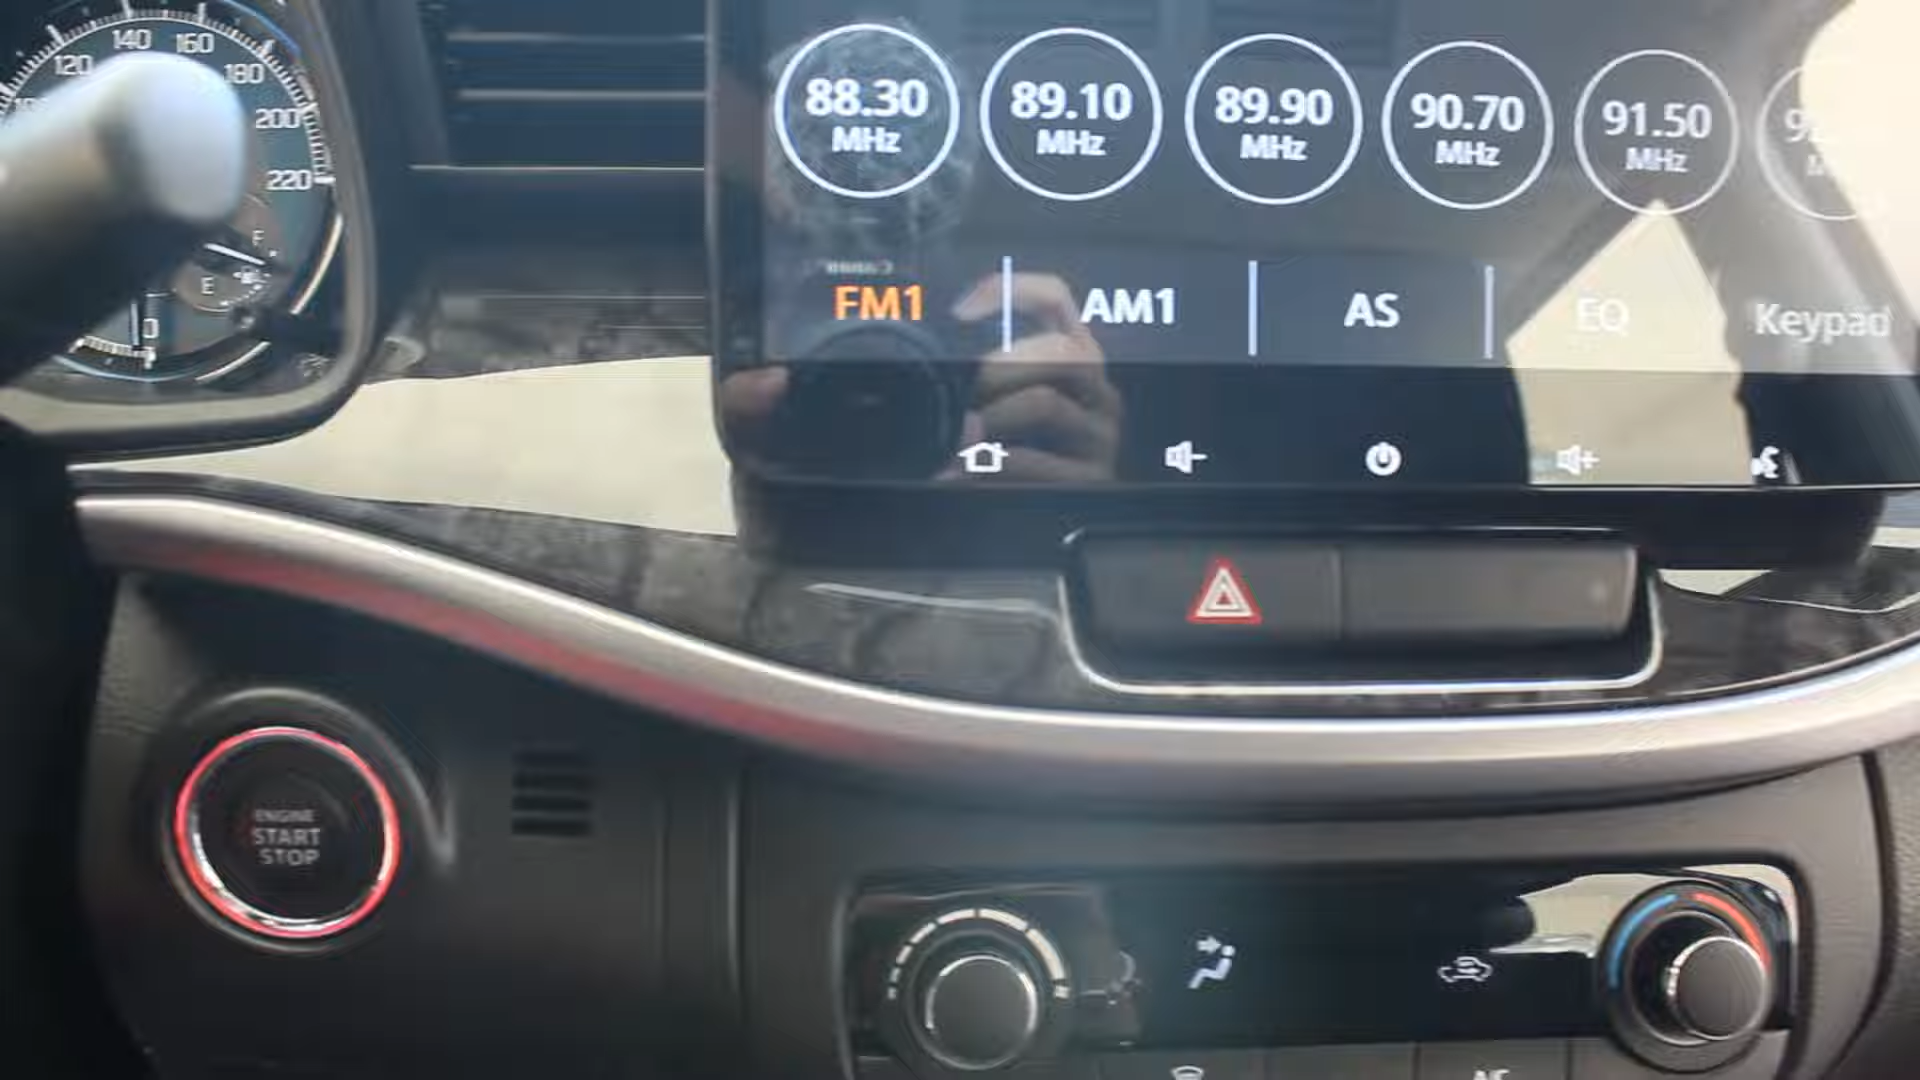 120
140
160
180
200
220
F
E
0
88.30
MHz
89.10
MHz
89.90
MHz
90.70
MHz
91.50
MHz
FM1
AM1
AS
EQ
Keypad
ENGINE
START
STOP